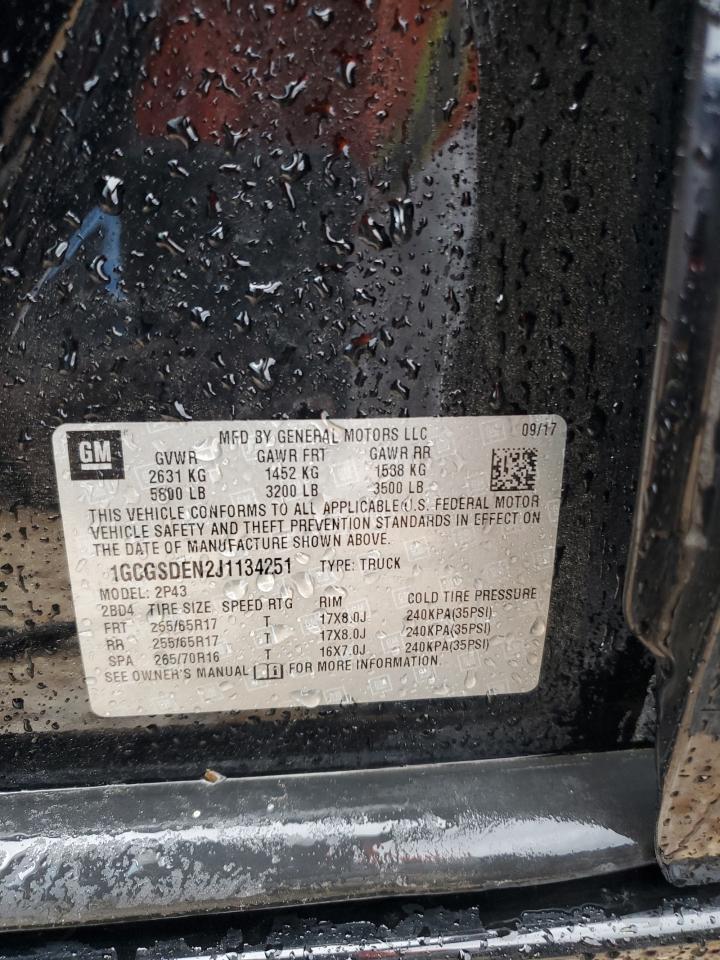 GM MFD BY GENERAL MOTORS LLC 09/17
GVWR GAWR FRT GAWR RR
2631 KG 1452 KG 1538 KG
5800 LB 3200 LB 3500 LB
THIS VEHICLE CONFORMS TO ALL APPLICABLE U.S. FEDERAL MOTOR
VEHICLE SAFETY AND THEFT PREVENTION STANDARDS IN EFFECT ON
THE DATE OF MANUFACTURE SHOWN ABOVE.
1GCGSDEN2J1134251 TYPE: TRUCK
MODEL: 2P43
2BD4 TIRE SIZE SPEED RTG RIM COLD TIRE PRESSURE
FRT 255/65R17 T 17X8.0J 240KPA(35PSI)
RR 255/65R17 T 17X8.0J 240KPA(35PSI)
SPA 265/70R16 T 16X7.0J 240KPA(35PSI)
SEE OWNER'S MANUAL FOR MORE INFORMATION